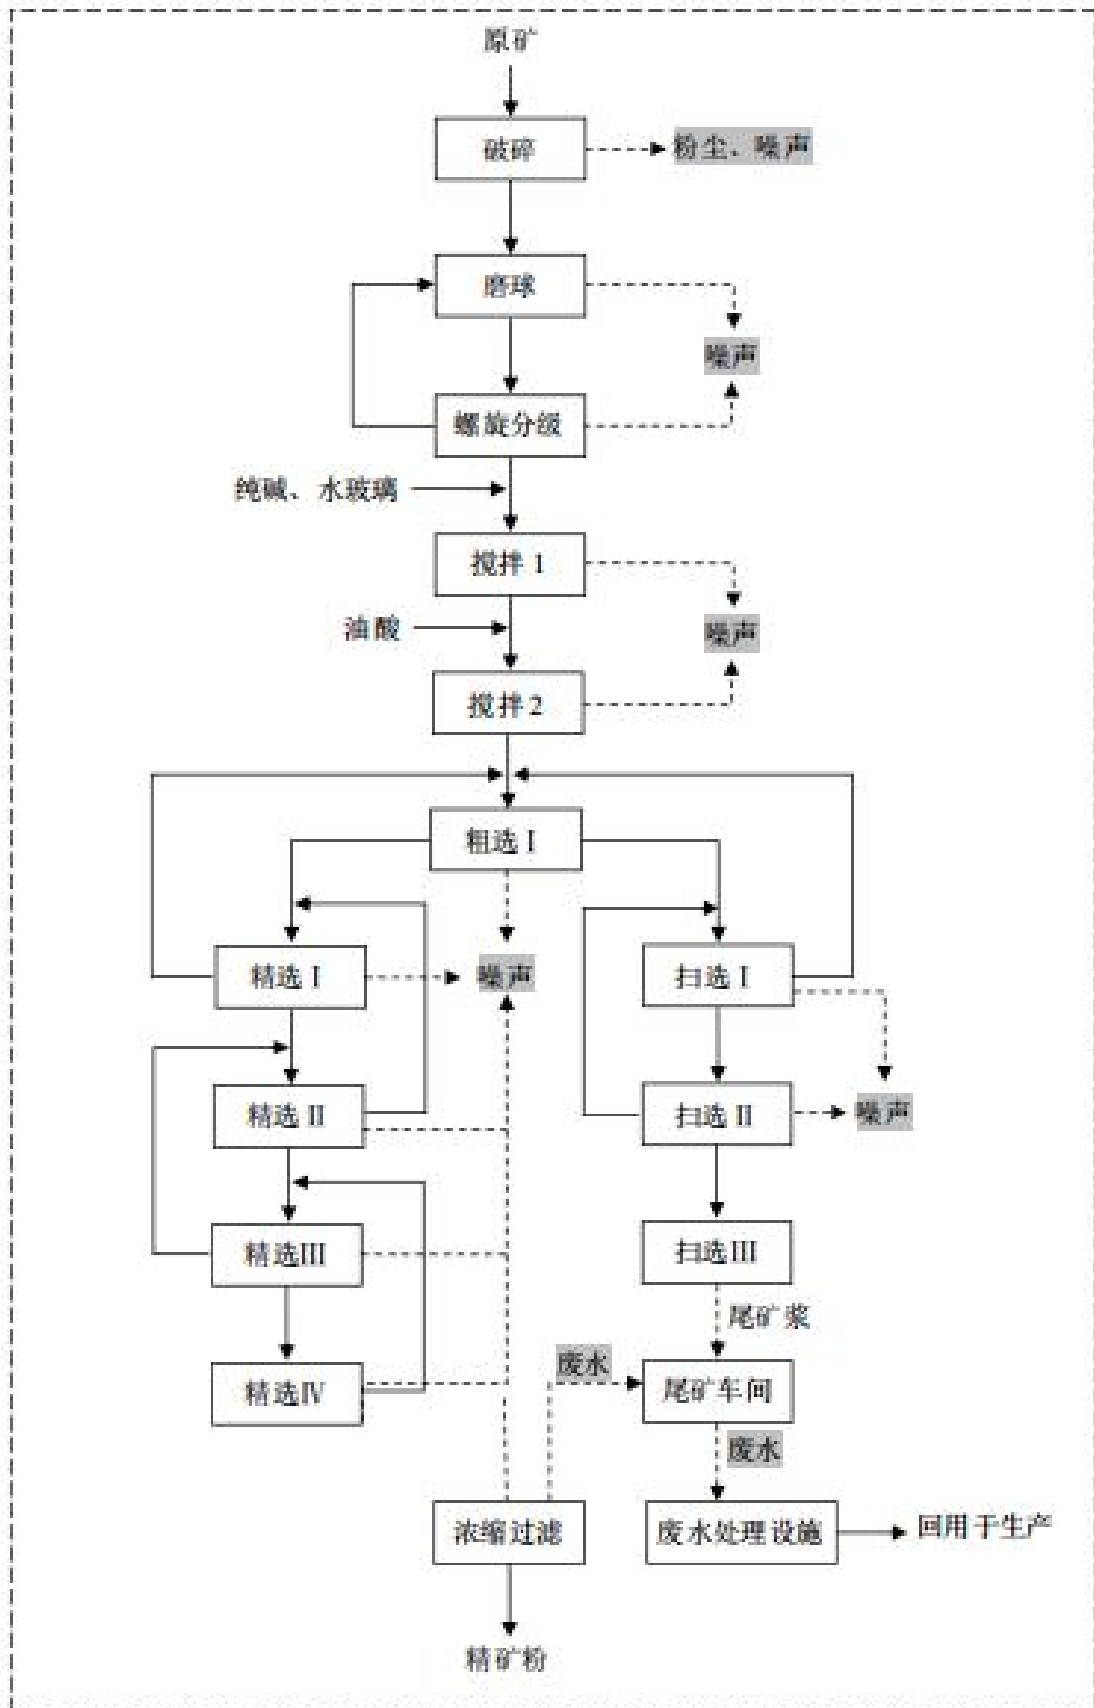 原矿
破碎
粉尘、噪声
磨球
噪声
螺旋分级
纯碱、水玻璃
搅拌 1
油酸
噪声
搅拌 2
粗选 I
精选 I
噪声
扫选 I
精选 II
扫选 II
噪声
精选III
扫选III
尾矿浆
精选IV
废水
尾矿车间
废水
浓缩过滤
废水处理设施
回用于生产
精矿粉